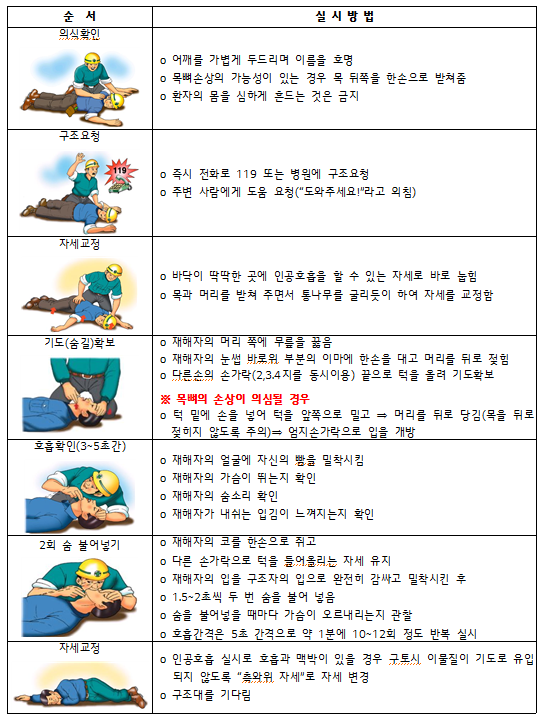 순 서
실 시 방 법
의식확인
o 어깨를 가볍게 두드리며 이름을 호명
o 목뼈손상의 가능성이 있는 경우 목 뒤쪽을 한손으로 받쳐줌
o 환자의 몸을 심하게 흔드는 것은 금지
구조요청
119
o 즉시 전화로 119 또는 병원에 구조요청
o 주변 사람에게 도움 요청("도와주세요!"라고 외침)
자세교정
o 바닥이 딱딱한 곳에 인공호흡을 할 수 있는 자세로 바로 눕힘
o 목과 머리를 받쳐 주면서 통나무를 굴리듯이 하여 자세를 교정함
기도(숨길)확보
o 재해자의 머리 쪽에 무릎을 꿇음
o 재해자의 눈썹 바로위 부분의 이마에 한손을 대고 머리를 뒤로 젖힘
o 다른손의 손가락(2,3.4지를 동시이용) 끝으로 턱을 올려 기도확보
※ 목뼈의 손상이 의심될 경우
o 턱 밑에 손을 넣어 턱을 앞쪽으로 밀고 ⇒ 머리를 뒤로 당김(목을 뒤로
젖히지 않도록 주의)⇒ 엄지손가락으로 입을 개방
호흡확인(3~5초간)
o 재해자의 얼굴에 자신의 뺨을 밀착시킴
o 재해자의 가슴이 뛰는지 확인
o 재해자의 숨소리 확인
o 재해자가 내쉬는 입김이 느껴지는지 확인
2회 숨 불어넣기
o 재해자의 코를 한손으로 쥐고
o 다른 손가락으로 턱을 들어올리는 자세 유지
o 재해자의 입을 구조자의 입으로 완전히 감싸고 밀착시킨 후
o 1.5~2초씩 두 번 숨을 불어 넣음
o 숨을 불어넣을 때마다 가슴이 오르내리는지 관찰
o 호흡간격은 5초 간격으로 약 1분에 10~12회 정도 반복 실시
자세교정
o 인공호흡 실시로 호흡과 맥박이 있을 경우 구토시 이물질이 기도로 유입
되지 않도록 "측와위 자세"로 자세 변경
o 구조대를 기다림